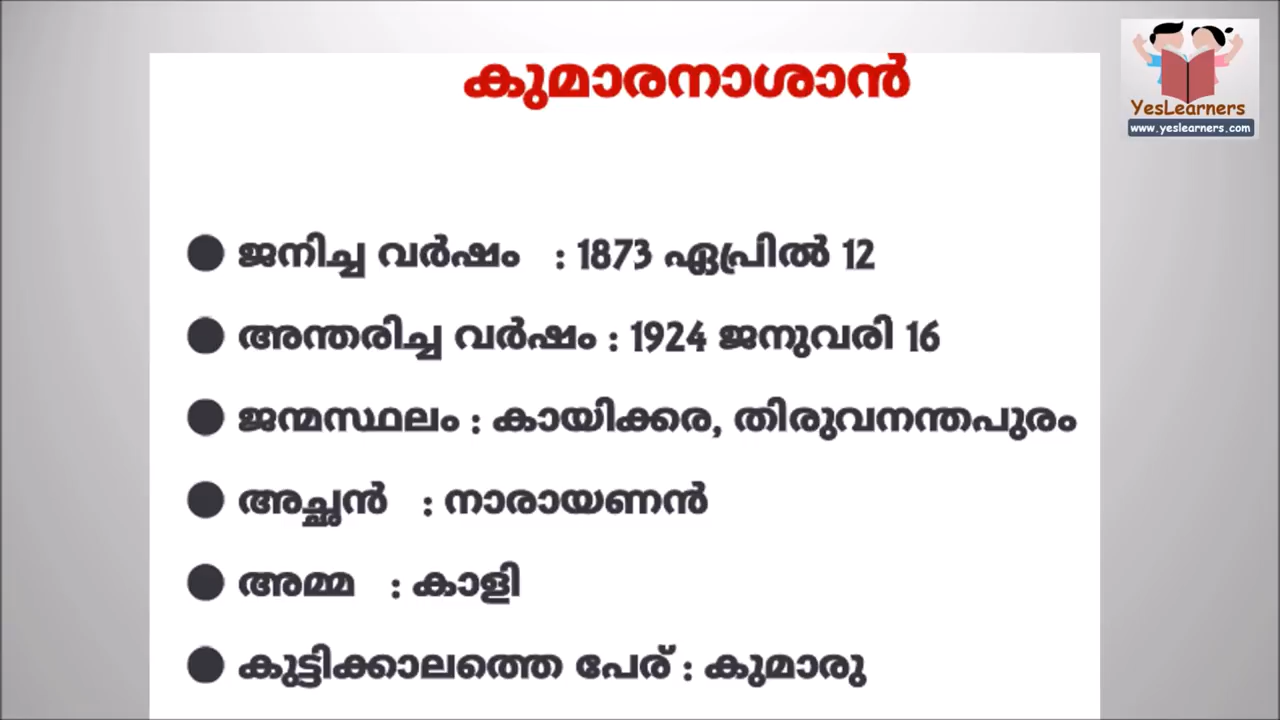 കുമാരനാശാൻ
YesLearners
www.yeslearners.com
● ജനിച്ച വർഷം : 1873 ഏപ്രിൽ 12
● അന്തരിച്ച വർഷം : 1924 ജനുവരി 16
● ജന്മസ്ഥലം : കായിക്കര, തിരുവനന്തപുരം
● അച്ഛൻ : നാരായണൻ
● അമ്മ : കാളി
● കുട്ടിക്കാലത്തെ പേര് : കുമാരു